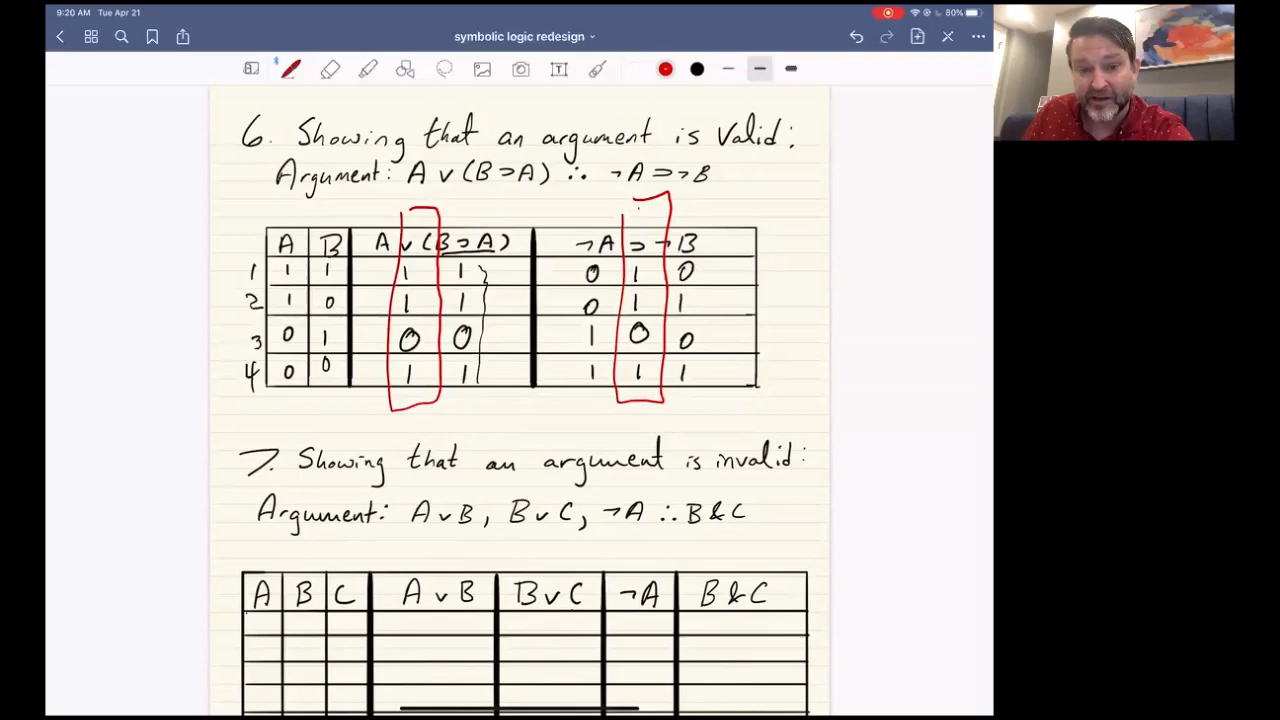 9:20 AM Tue Apr 21
80%
symbolic logic redesign
6. Showing that an argument is Valid:
Argument: A ∨ (B ⊃ A) ∴ ¬A ⊃ ¬B
A B A ∨ (B ⊃ A) ¬A ⊃ ¬B
1 1 1 1 1 0 1 0
2 1 0 1 1 0 1 1
3 0 1 0 0 1 0 0
4 0 0 1 1 1 1 1
7. Showing that an argument is invalid:
Argument: A ∨ B, B ∨ C, ¬A ∴ B & C
A B C A ∨ B B ∨ C ¬A B & C